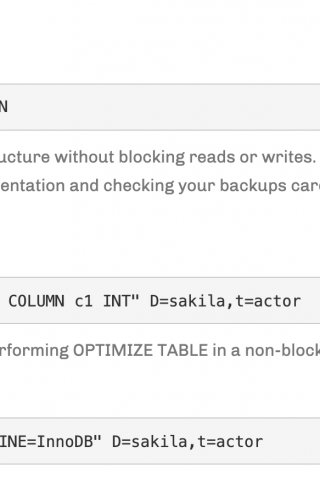 N
ucture without blocking reads or writes.
entation and checking your backups car
COLUMN c1 INT" D=sakila,t=actor
rforming OPTIMIZE TABLE in a non-block
INE=InnoDB" D=sakila,t=actor